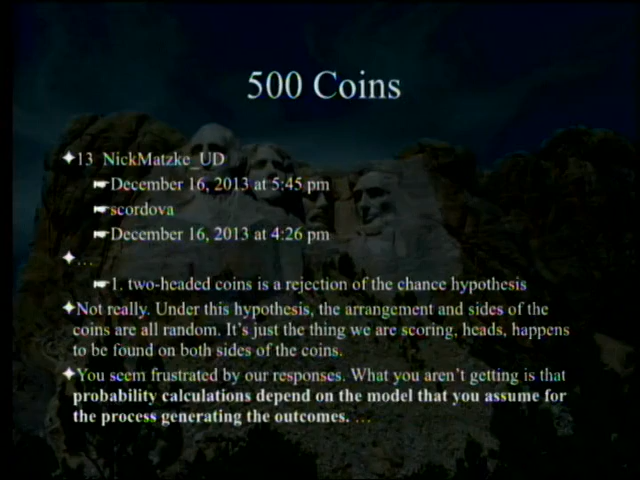 500 Coins
✦13 NickMatzke_UD
☛December 16, 2013 at 5:45 pm
☛scordova
☛December 16, 2013 at 4:26 pm
✦…
☛1. two-headed coins is a rejection of the chance hypothesis
✦Not really. Under this hypothesis, the arrangement and sides of the
coins are all random. It's just the thing we are scoring, heads, happens
to be found on both sides of the coins.
✦You seem frustrated by our responses. What you aren't getting is that
probability calculations depend on the model that you assume for
the process generating the outcomes. …